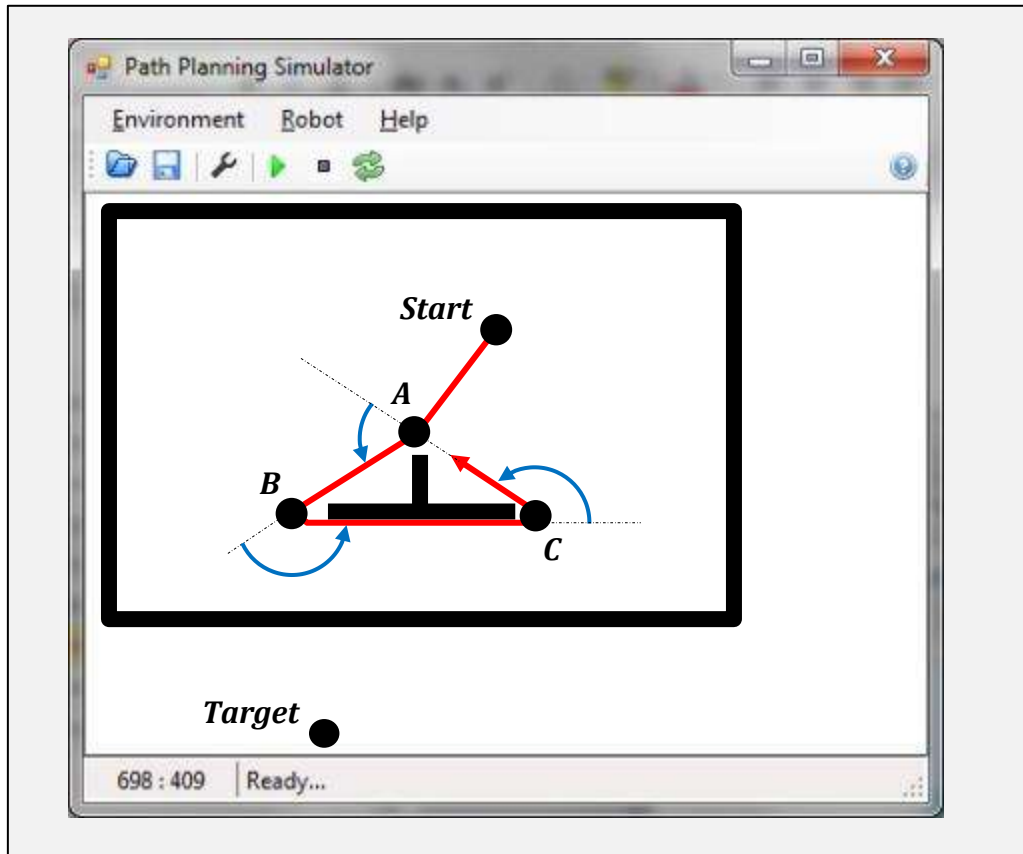 Path Planning Simulator
Environment Robot Help
Start
A
B
C
Target
698 : 409 Ready...